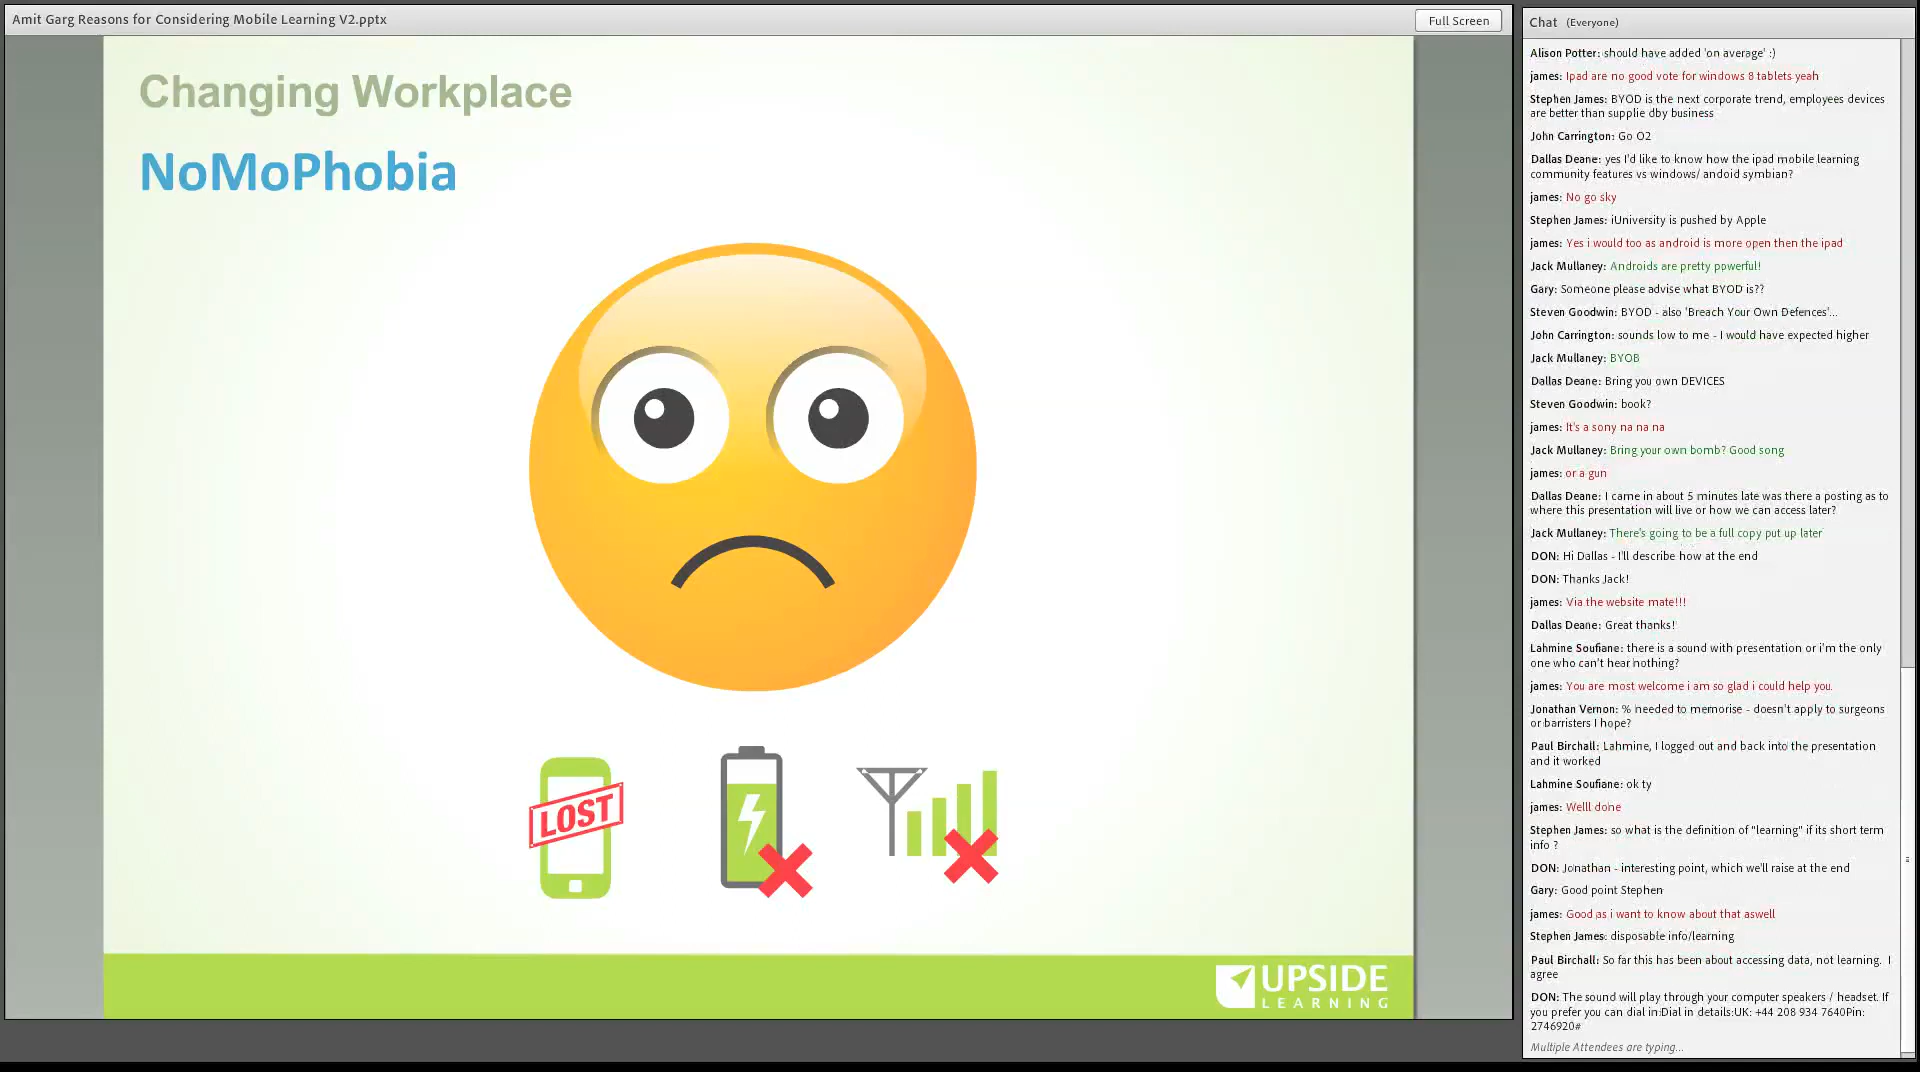 Amit Garg Reasons for Considering Mobile Learning V2.pptx
Full Screen
Changing Workplace
NoMoPhobia
LOST
UPSIDE
LEARNING
Chat (Everyone)
Alison Potter: should have added 'on average' :)
james: Ipad are no good vote for windows 8 tablets yeah
Stephen James: BYOD is the next corporate trend, employees devices
are better than supplie dby business
John Carrington: Go O2
Dallas Deane: yes I'd like to know how the ipad mobile learning
community features vs windows/ andoid symbian?
james: No go sky
Stephen James: iUniversity is pushed by Apple
james: Yes i would too as android is more open then the ipad
Jack Mullaney: Androids are pretty powerful!
Gary: Someone please advise what BYOD is??
Steven Goodwin: BYOD - also 'Breach Your Own Defences'...
John Carrington: sounds low to me - I would have expected higher
Jack Mullaney: BYOB
Dallas Deane: Bring you own DEVICES
Steven Goodwin: book?
james: It's a sony na na na
Jack Mullaney: Bring your own bomb? Good song
james: or a gun
Dallas Deane: I came in about 5 minutes late was there a posting as to
where this presentation will live or how we can access later?
Jack Mullaney: There's going to be a full copy put up later
DON: Hi Dallas - I'll describe how at the end
DON: Thanks Jack!
james: Via the website mate!!!
Dallas Deane: Great thanks!
Lahmine Soufiane: there is a sound with presentation or i'm the only
one who can't hear nothing?
james: You are most welcome i am so glad i could help you.
Jonathan Vernon: % needed to memorise - doesn't apply to surgeons
or barristers I hope?
Paul Birchall: Lahmine, I logged out and back into the presentation
and it worked
Lahmine Soufiane: ok ty
james: Welll done
Stephen James: so what is the definition of "learning" if its short term
info ?
DON: Jonathan - interesting point, which we'll raise at the end
Gary: Good point Stephen
james: Good as i want to know about that aswell
Stephen James: disposable info/learning
Paul Birchall: So far this has been about accessing data, not learning. I
agree
DON: The sound will play through your computer speakers / headset. If
you prefer you can dial in:Dial in details:UK: +44 208 934 7640Pin:
2746920#
Multiple Attendees are typing...